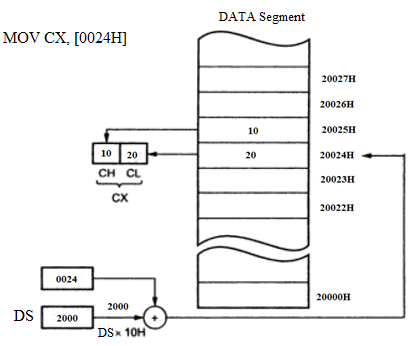 DATA Segment
MOV CX, [0024H]
20027H
20026H
10 20025H
10 20 20 20024H
CH CL 20023H
CX
20022H
0024
20000H
2000
DS 2000
DS× 10H
+